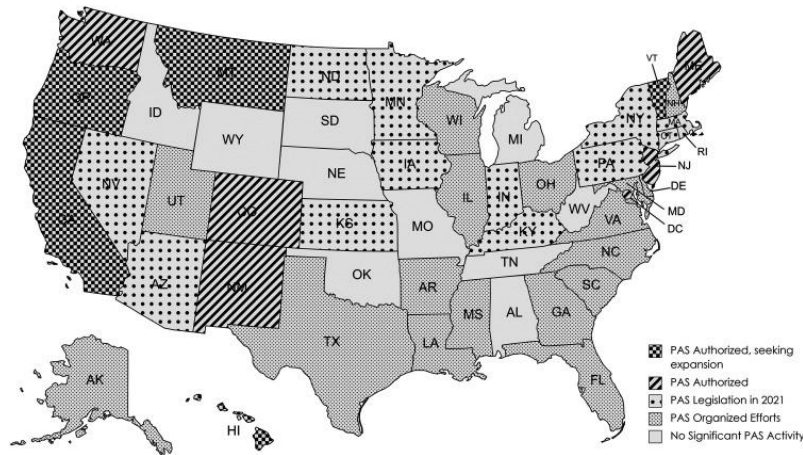 WA
MT
ND
MN
VT
ME
OR
ID
SD
WI
NH
NY
MA
MI
WY
CT
RI
IA
PA
NJ
NE
NV
OH
DE
UT
IL
IN
CO
MD
WV
CA
KS
MO
VA
DC
KY
NC
TN
OK
AZ
NM
AR
SC
MS
AL
GA
TX
LA
AK
FL
HI
PAS Authorized, seeking
expansion
PAS Authorized
PAS Legislation in 2021
PAS Organized Efforts
No Significant PAS Activity